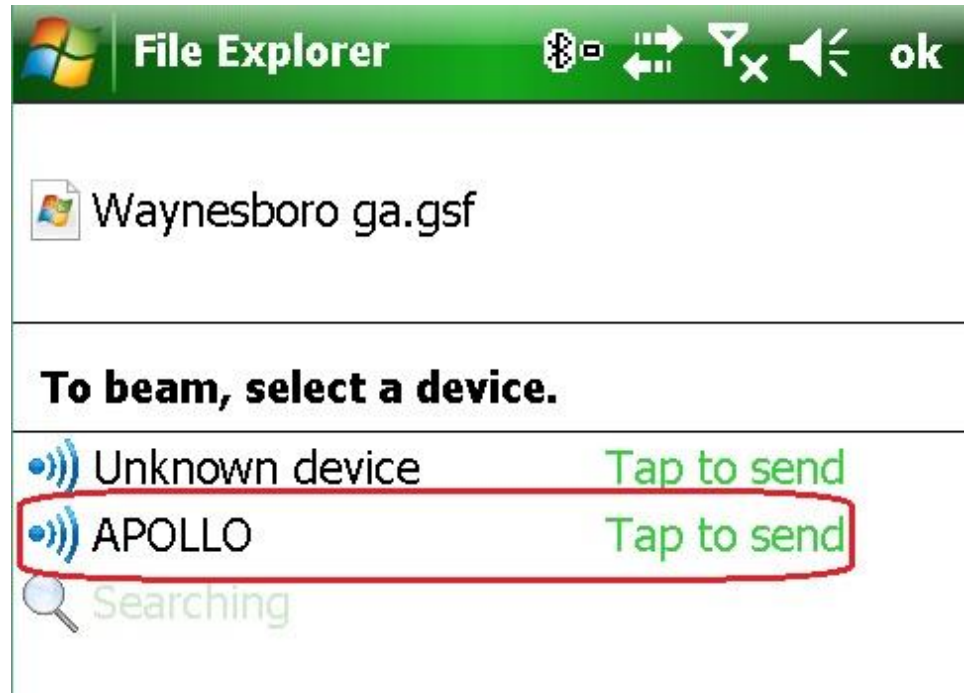 File Explorer ok
Waynesboro ga.gsf
To beam, select a device.
Unknown device Tap to send
APOLLO Tap to send
Searching